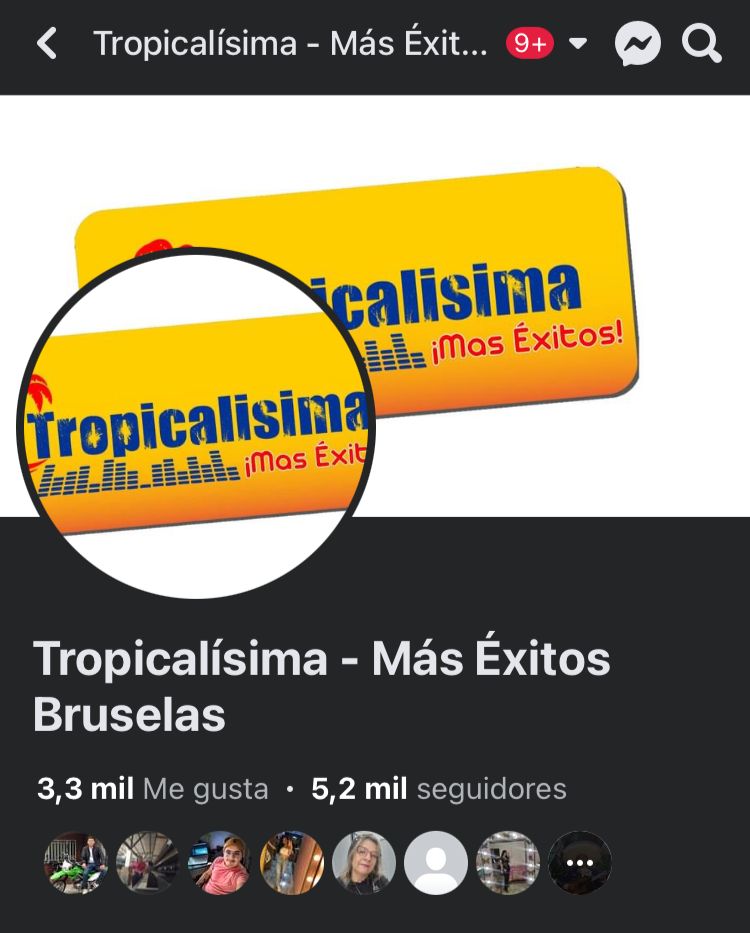 Tropicalísima - Más Éxit...
9+
icalisima
¡Mas Éxitos!
Tropicalisima
¡Mas Éxit
Tropicalísima - Más Éxitos
Bruselas
3,3 mil Me gusta · 5,2 mil seguidores